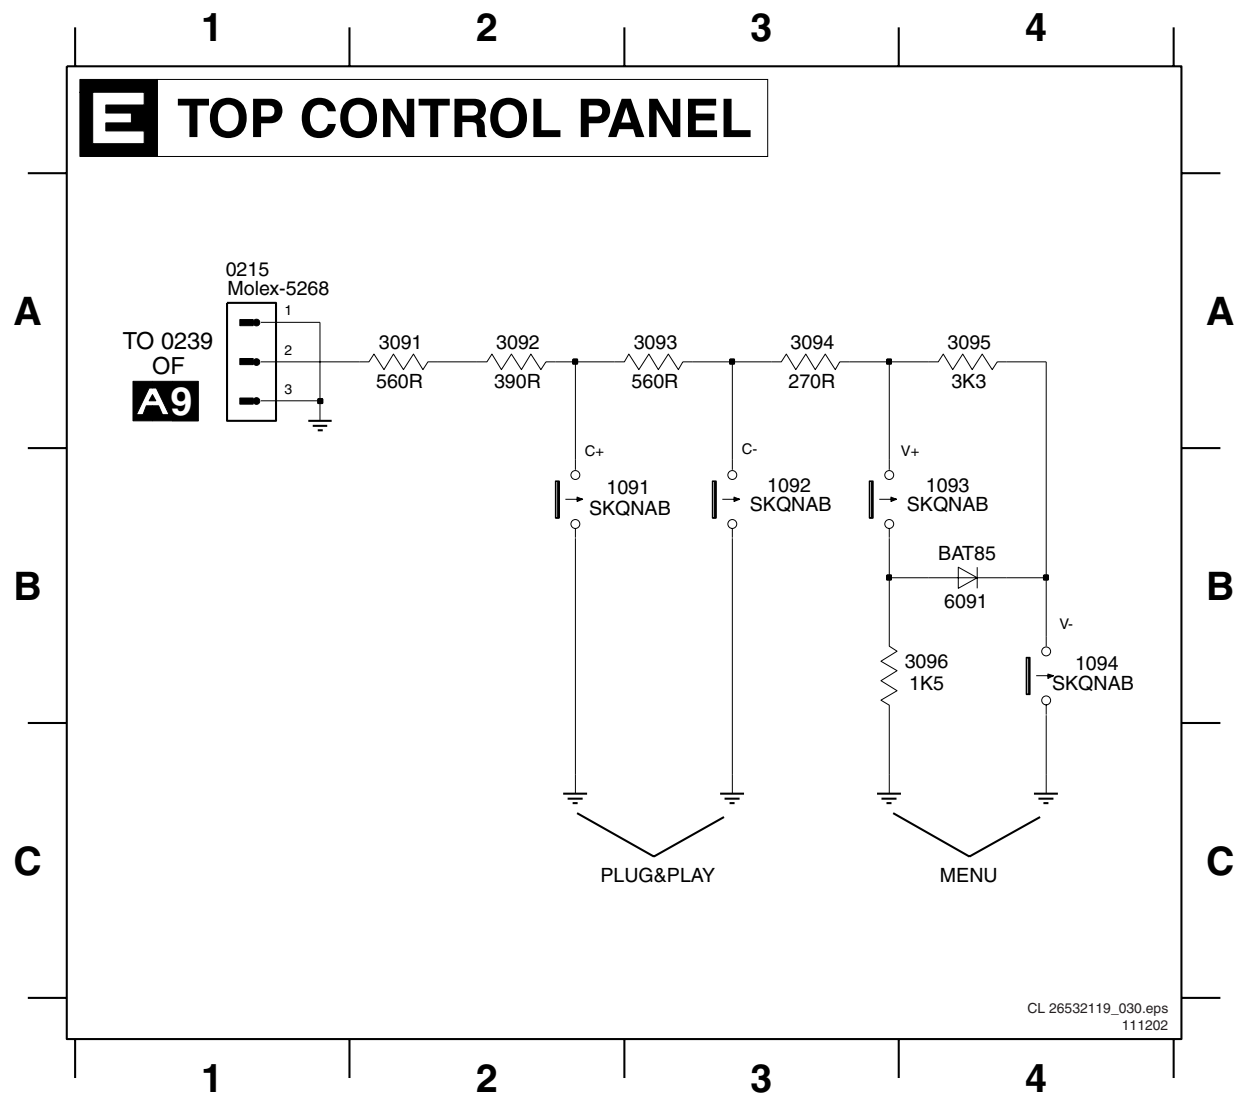 1 2 3 4
E TOP CONTROL PANEL
A A
0215
Molex-5268
1
2
3
TO 0239
OF
A9
3091 3092 3093 3094 3095
560R 390R 560R 270R 3K3
C+ C- V+
1091 1092 1093
SKQNAB SKQNAB SKQNAB
BAT85
6091
B B
V-
3096
1K5
1094
SKQNAB
C C
PLUG&PLAY MENU
CL 26532119_030.eps
111202
1 2 3 4